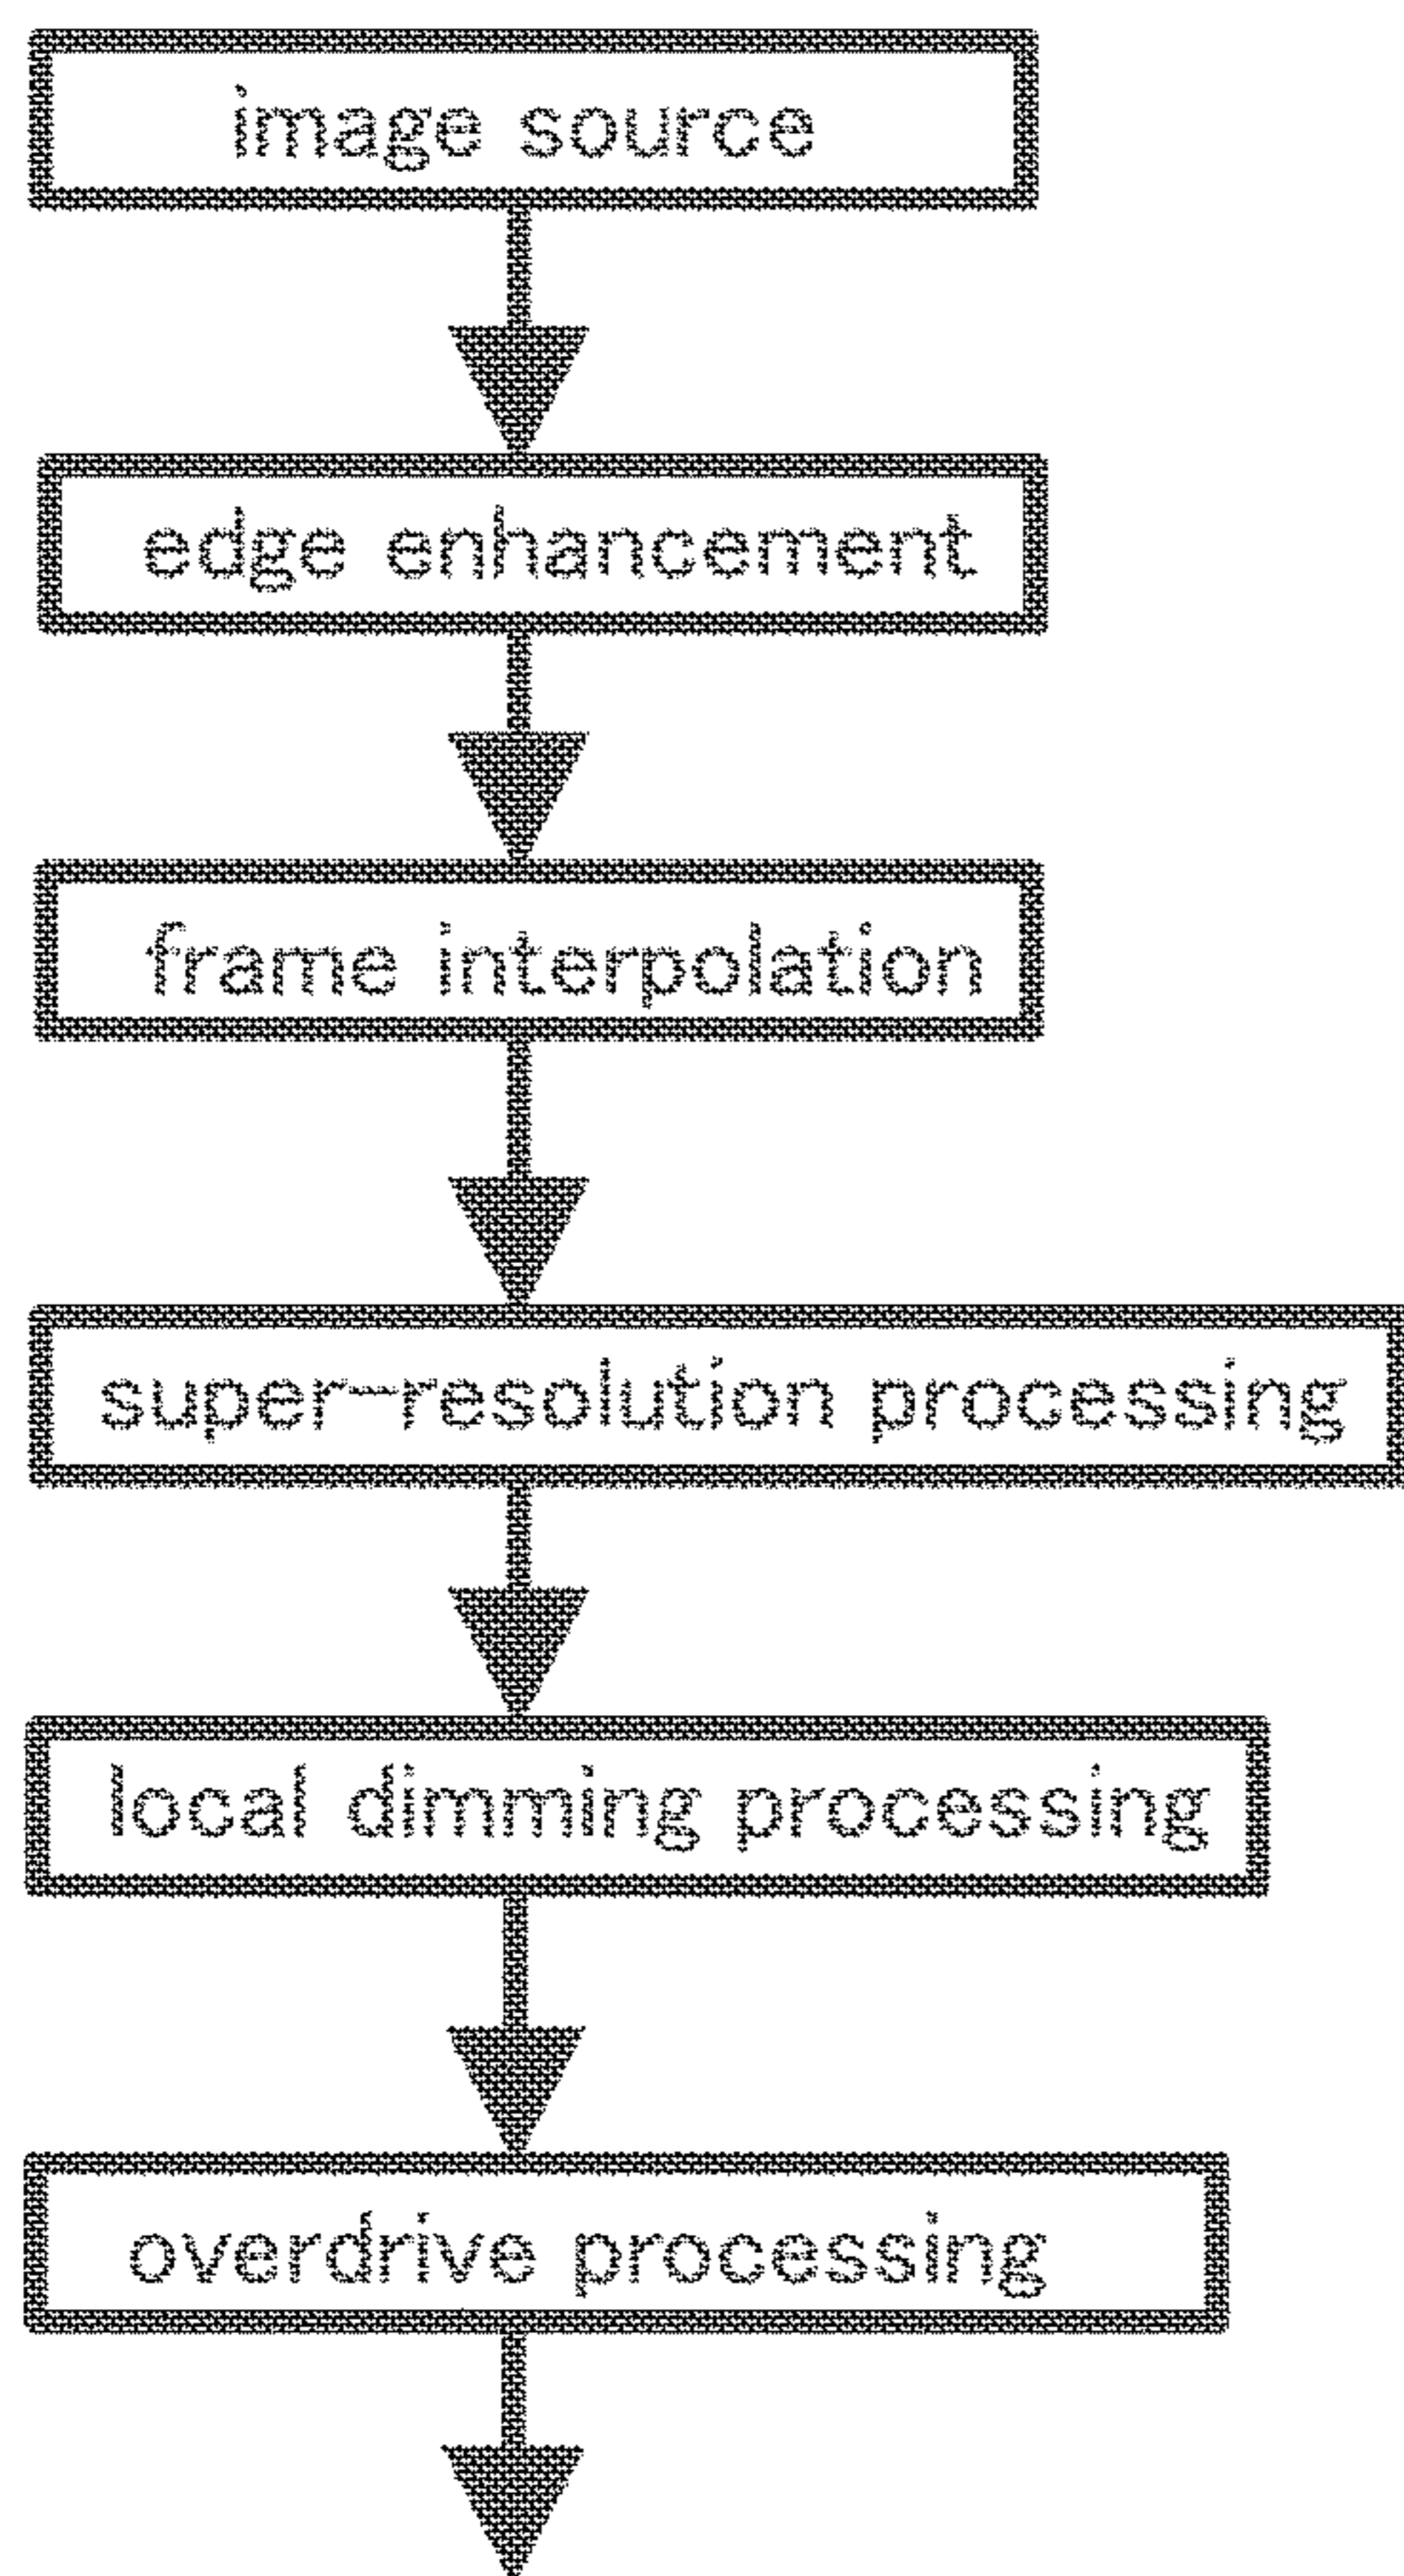 image source
edge enhancement
frame interpolation
super-resolution processing
local dimming processing
overdrive processing